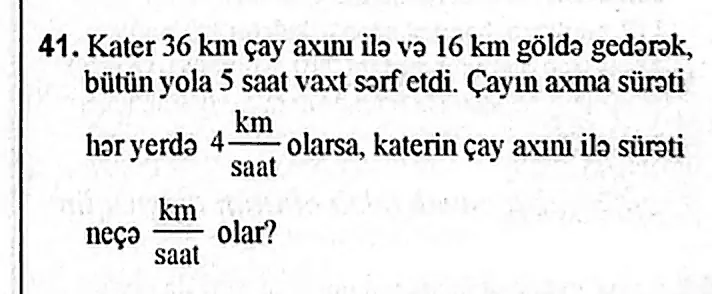 41. Kater 36 km çay axını ilə və 16 km göldə gedərək,
bütün yola 5 saat vaxt sərf etdi. Çayın axma sürəti
hər yerdə 4 km/saat olarsa, katerin çay axını ilə sürəti
neçə km/saat olar?